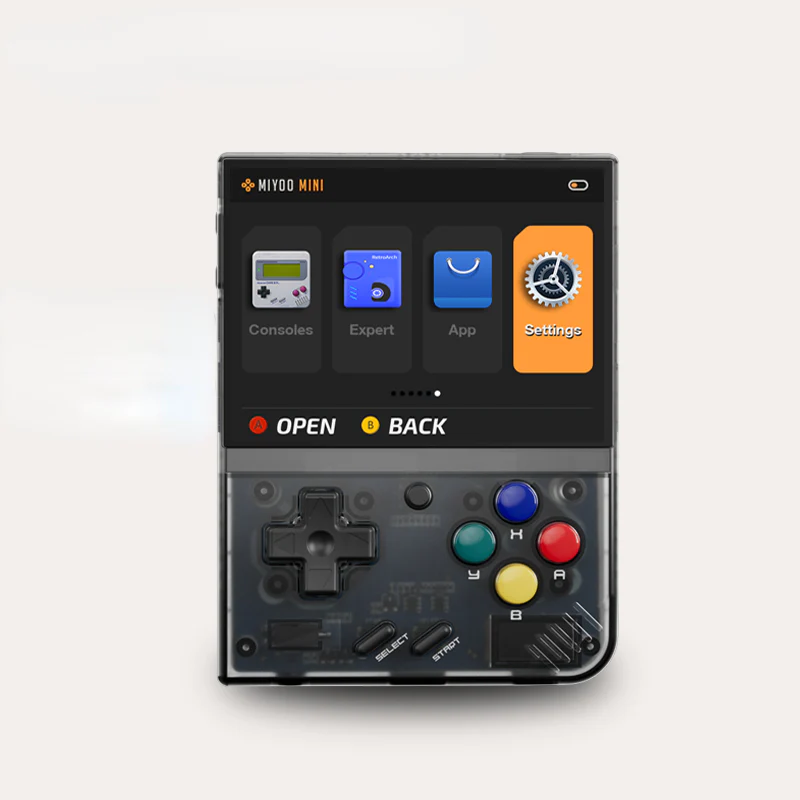 MIYOO MINI
RetroArch
Consoles Expert App Settings
A OPEN B BACK
X
Y A
B
SELECT START